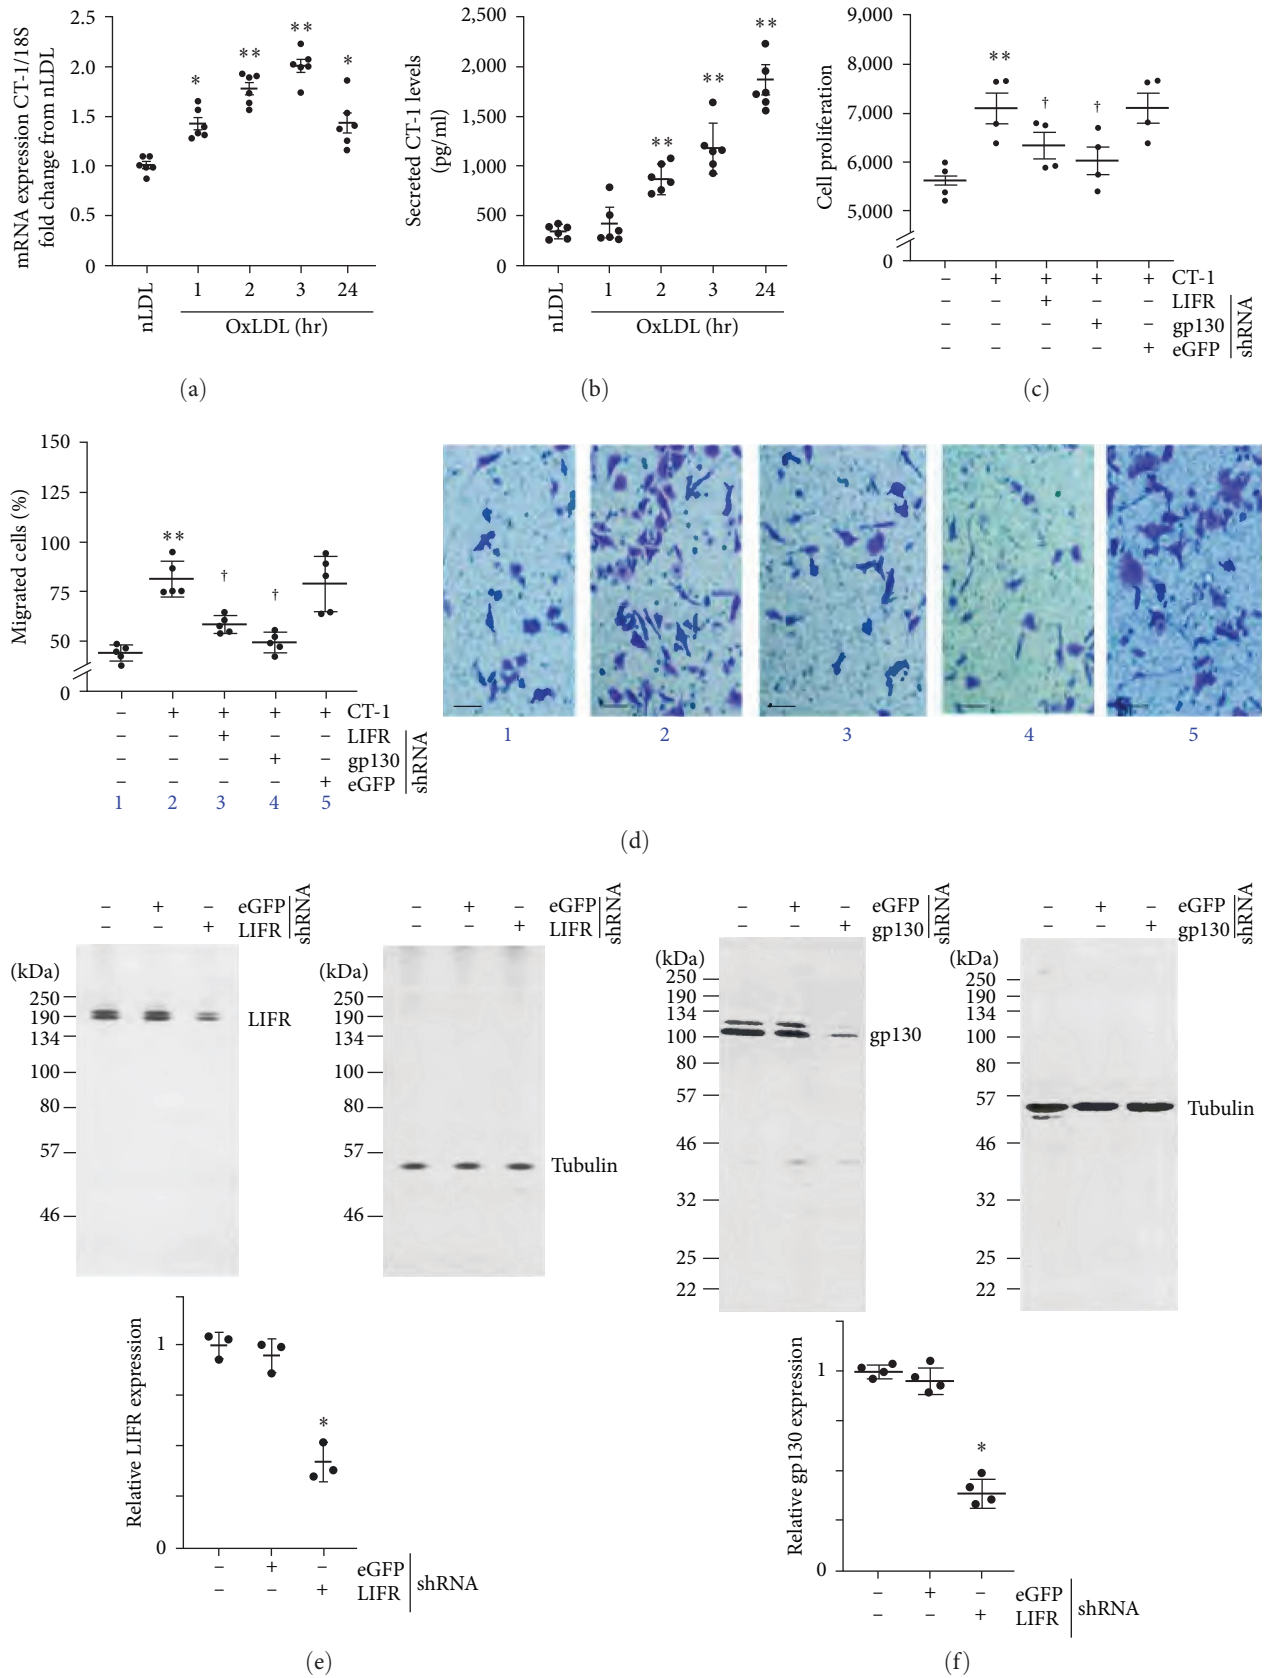 mRNA expression CT-1/18S
fold change from nLDL
2.5
2.0
1.5
1.0
0.5
0
*
**
**
*
nLDL
1
2
3
24
OxLDL (hr)
(a)
Secreted CT-1 levels
(pg/ml)
2,500
2,000
1,500
1,000
500
0
**
**
**
nLDL
1
2
3
24
OxLDL (hr)
(b)
Cell proliferation
9,000
8,000
7,000
6,000
5,000
0
**
†
†
− + + + + CT-1
− − + − − LIFR
− − − + − gp130
− − − − + eGFP
shRNA
(c)
Migrated cells (%)
150
125
100
75
50
0
**
†
†
− + + + + CT-1
− − + − − LIFR
− − − + − gp130
− − − − + eGFP
shRNA
1 2 3 4 5
1 2 3 4 5
(d)
− + − eGFP
− − + LIFR
shRNA
(kDa)
250
190
134
100
80
57
46
LIFR
− + − eGFP
− − + LIFR
shRNA
(kDa)
250
190
134
100
80
57
46
Tubulin
Relative LIFR expression
1
0
*
− + − eGFP
− − + LIFR
shRNA
(e)
− + − eGFP
− − + gp130
shRNA
(kDa)
250
190
134
100
80
57
46
32
25
22
gp130
− + − eGFP
− − + gp130
shRNA
(kDa)
250
190
134
100
80
57
46
32
25
22
Tubulin
Relative gp130 expression
1
0
*
− + − eGFP
− − + LIFR
shRNA
(f)